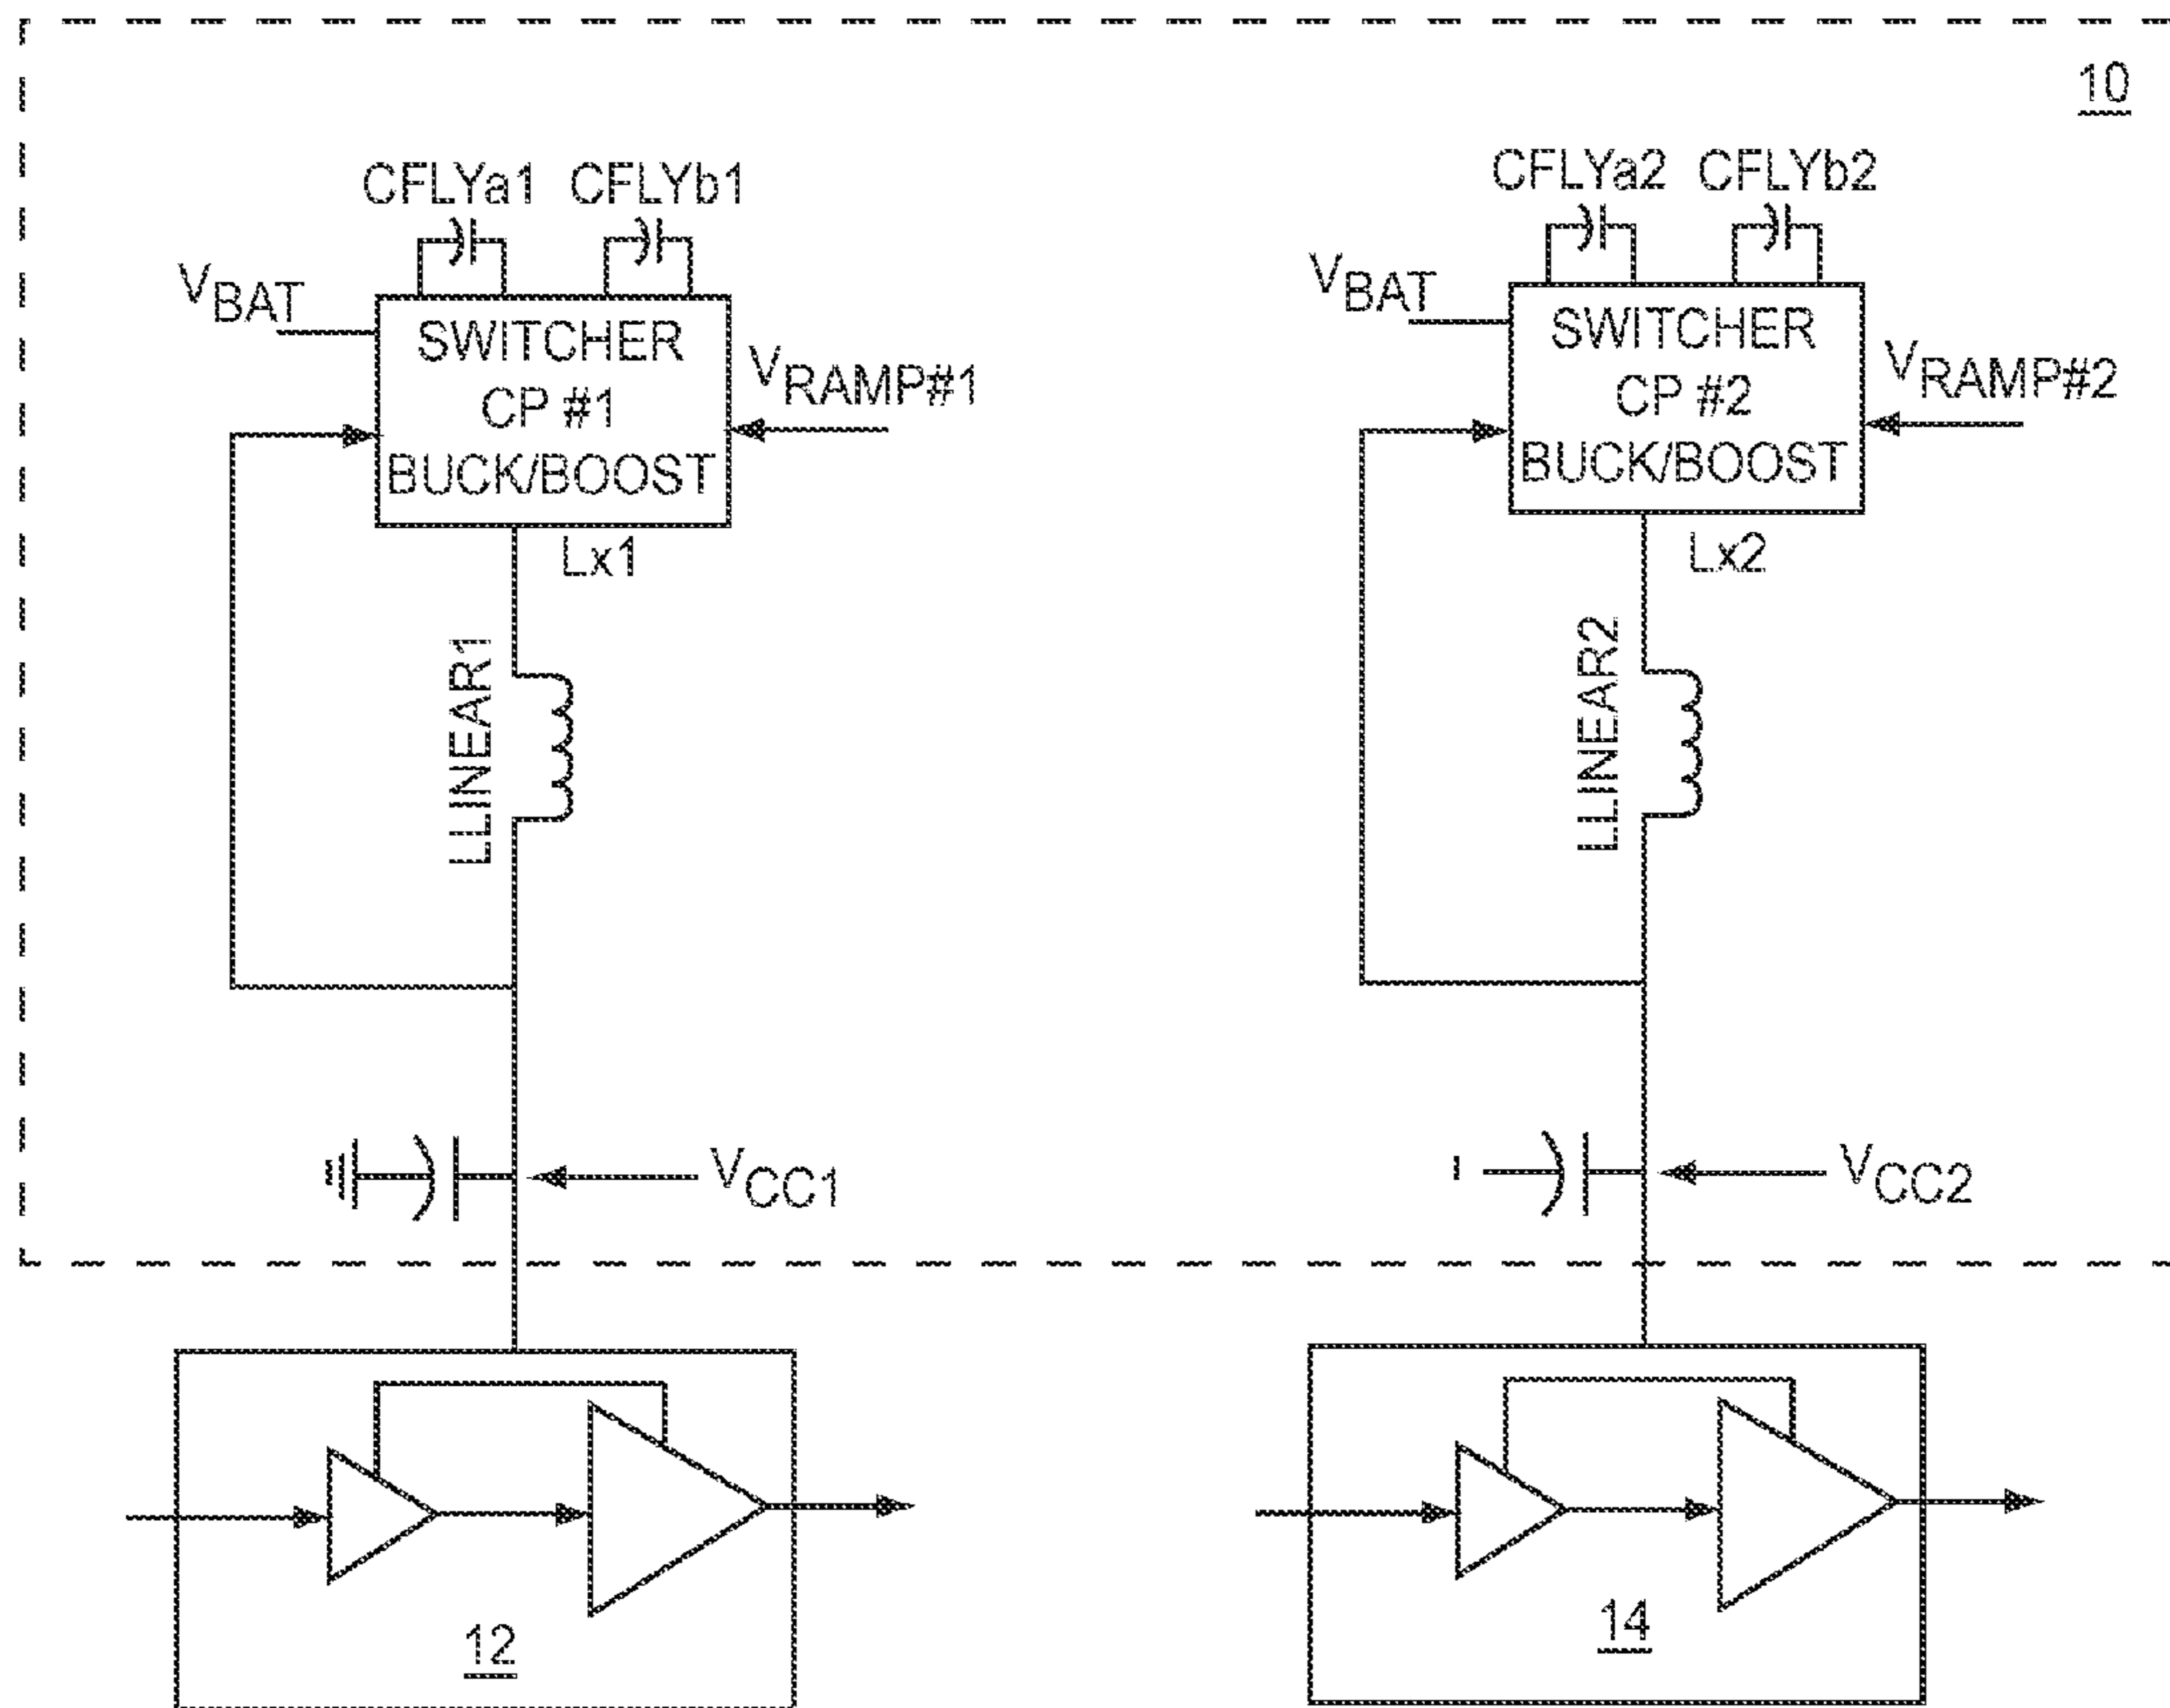 10
CFLYa1 CFLYb1
VBAT
SWITCHER
CP #1
BUCK/BOOST
VRAMP#1
Lx1
LLINEAR1
VCC1
12
CFLYa2 CFLYb2
VBAT
SWITCHER
CP #2
BUCK/BOOST
VRAMP#2
Lx2
LLINEAR2
VCC2
14